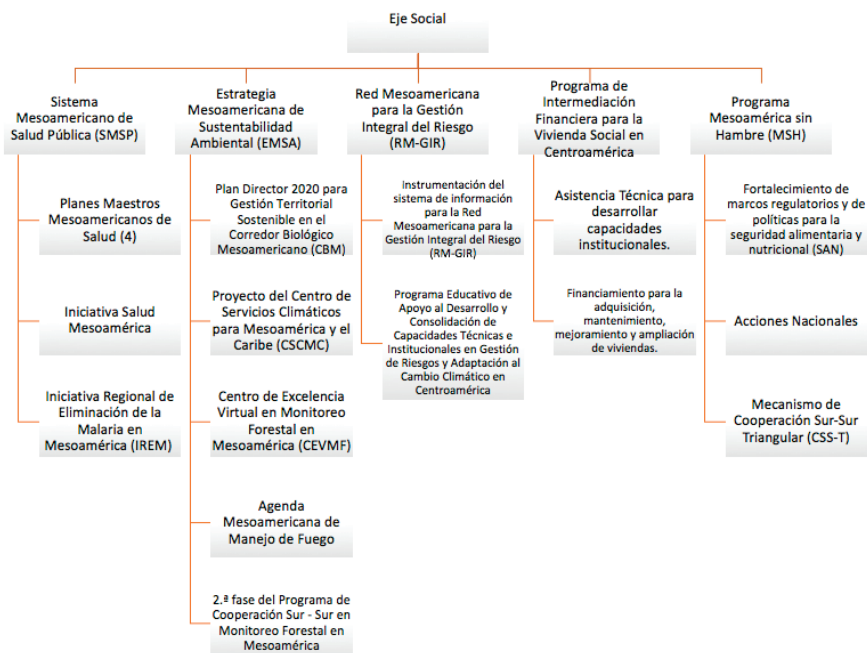 Eje Social
Sistema
Mesoamericano de
Salud Pública (SMSP)
Planes Maestros
Mesoamericanos de
Salud (4)
Iniciativa Salud
Mesoamérica
Iniciativa Regional de
Eliminación de la
Malaria en
Mesoamérica (IREM)
Estrategia
Mesoamericana de
Sustentabilidad
Ambiental (EMSA)
Plan Director 2020 para
Gestión Territorial
Sostenible en el
Corredor Biológico
Mesoamericano (CBM)
Proyecto del Centro de
Servicios Climáticos
para Mesoamérica y el
Caribe (CSCMC)
Centro de Excelencia
Virtual en Monitoreo
Forestal en
Mesoamérica (CEVMF)
Agenda
Mesoamericana de
Manejo de Fuego
2.ª fase del Programa de
Cooperación Sur - Sur en
Monitoreo Forestal en
Mesoamérica
Red Mesoamericana
para la Gestión
Integral del Riesgo
(RM-GIR)
Instrumentación del
sistema de información
para la Red
Mesoamericana para la
Gestión Integral del Riesgo
(RM-GIR)
Programa Educativo de
Apoyo al Desarrollo y
Consolidación de
Capacidades Técnicas e
Institucionales en Gestión
de Riesgos y Adaptación al
Cambio Climático en
Centroamérica
Programa de
Intermediación
Financiera para la
Vivienda Social en
Centroamérica
Asistencia Técnica para
desarrollar
capacidades
institucionales.
Financiamiento para la
adquisición,
mantenimiento,
mejoramiento y ampliación
de viviendas.
Programa
Mesoamérica sin
Hambre (MSH)
Fortalecimiento de
marcos regulatorios y de
políticas para la
seguridad alimentaria y
nutricional (SAN)
Acciones Nacionales
Mecanismo de
Cooperación Sur-Sur
Triangular (CSS-T)